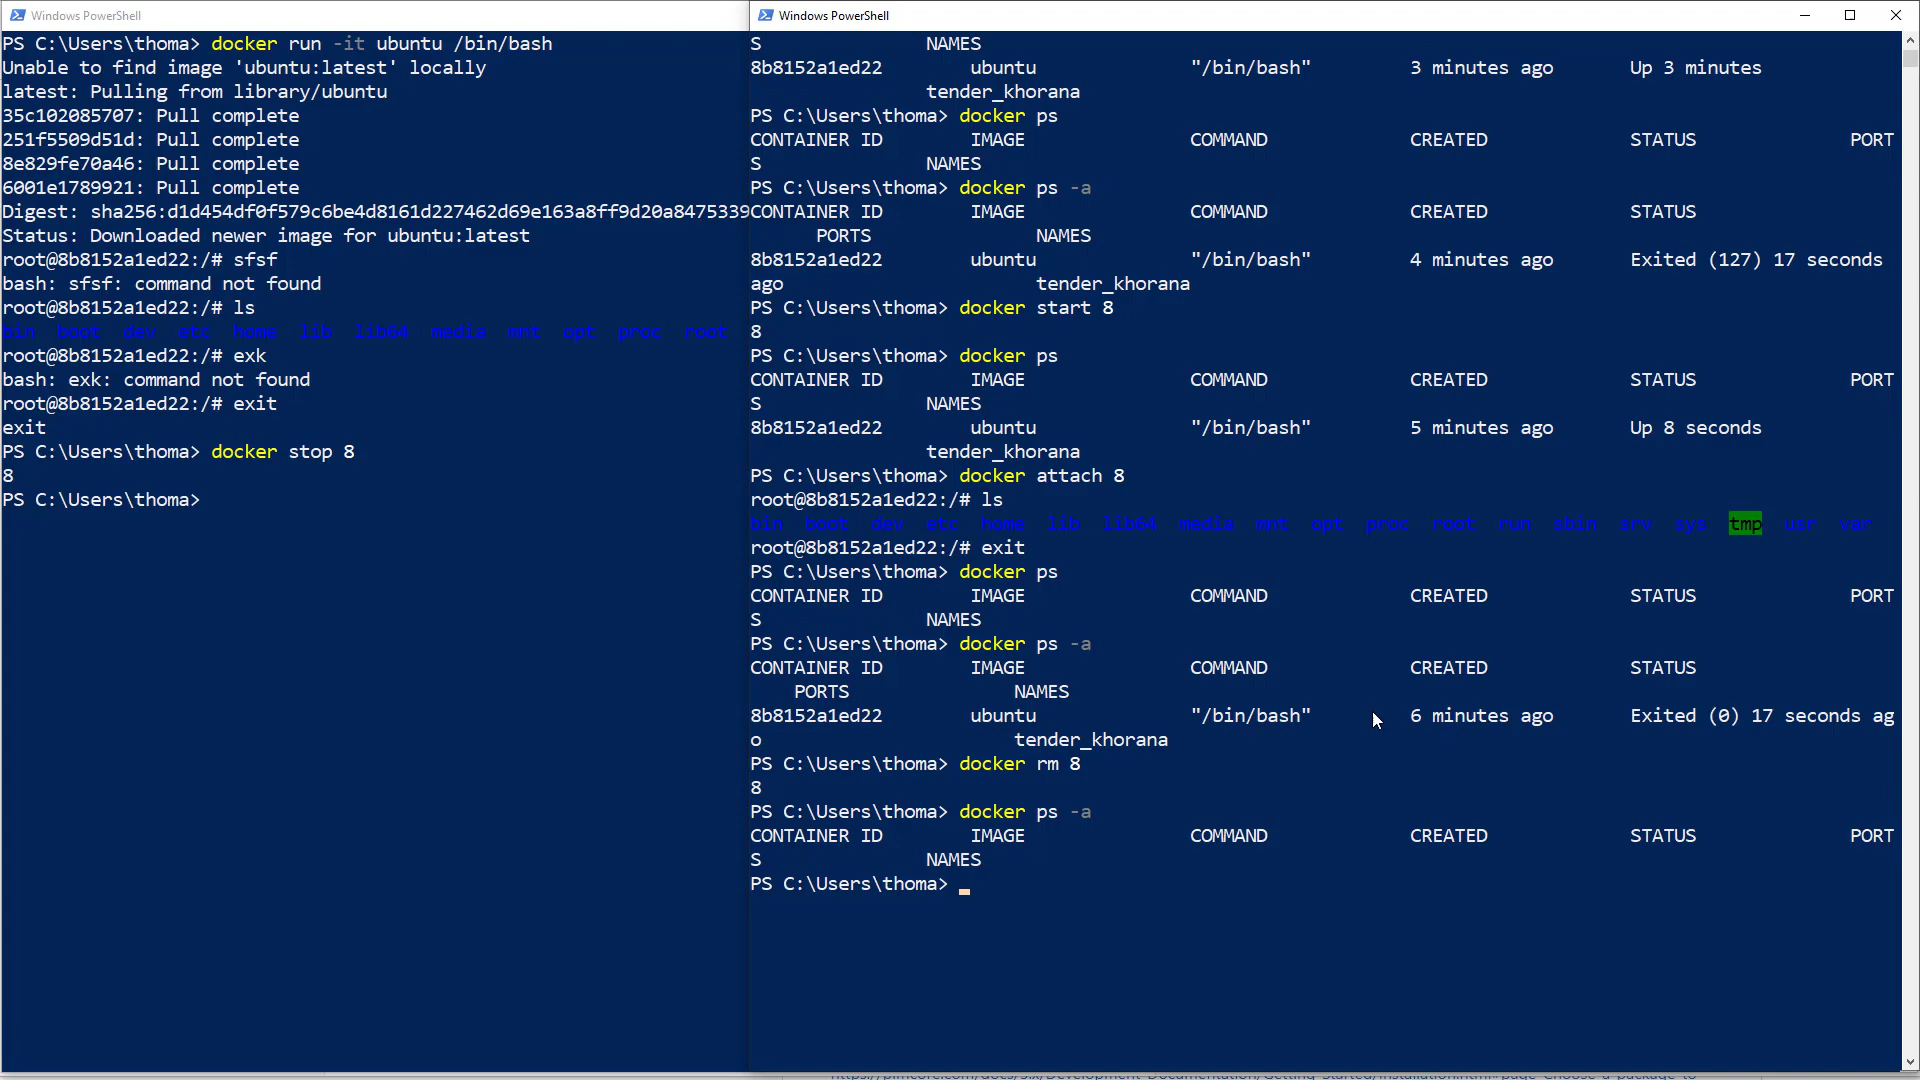 Windows PowerShell
PS C:\Users\thoma> docker run -it ubuntu /bin/bash
Unable to find image 'ubuntu:latest' locally
latest: Pulling from library/ubuntu
35c102085707: Pull complete
251f5509d51d: Pull complete
8e829fe70a46: Pull complete
6001e1789921: Pull complete
Digest: sha256:d1d454df0f579c6be4d8161d227462d69e163a8ff9d20a8475339
Status: Downloaded newer image for ubuntu:latest
root@8b8152a1ed22:/# sfsf
bash: sfsf: command not found
root@8b8152a1ed22:/# ls
bin boot dev etc home lib lib64 media mnt opt proc root
root@8b8152a1ed22:/# exk
bash: exk: command not found
root@8b8152a1ed22:/# exit
exit
PS C:\Users\thoma> docker stop 8
8
PS C:\Users\thoma>
Windows PowerShell
S NAMES
8b8152a1ed22 ubuntu "/bin/bash" 3 minutes ago Up 3 minutes
tender_khorana
PS C:\Users\thoma> docker ps
CONTAINER ID IMAGE COMMAND CREATED STATUS PORT
S NAMES
PS C:\Users\thoma> docker ps -a
CONTAINER ID IMAGE COMMAND CREATED STATUS
PORTS NAMES
8b8152a1ed22 ubuntu "/bin/bash" 4 minutes ago Exited (127) 17 seconds
ago tender_khorana
PS C:\Users\thoma> docker start 8
8
PS C:\Users\thoma> docker ps
CONTAINER ID IMAGE COMMAND CREATED STATUS PORT
S NAMES
8b8152a1ed22 ubuntu "/bin/bash" 5 minutes ago Up 8 seconds
tender_khorana
PS C:\Users\thoma> docker attach 8
root@8b8152a1ed22:/# ls
bin boot dev etc home lib lib64 media mnt opt proc root run sbin srv sys tmp usr var
root@8b8152a1ed22:/# exit
PS C:\Users\thoma> docker ps
CONTAINER ID IMAGE COMMAND CREATED STATUS PORT
S NAMES
PS C:\Users\thoma> docker ps -a
CONTAINER ID IMAGE COMMAND CREATED STATUS
PORTS NAMES
8b8152a1ed22 ubuntu "/bin/bash" 6 minutes ago Exited (0) 17 seconds ag
o tender_khorana
PS C:\Users\thoma> docker rm 8
8
PS C:\Users\thoma> docker ps -a
CONTAINER ID IMAGE COMMAND CREATED STATUS PORT
S NAMES
PS C:\Users\thoma>